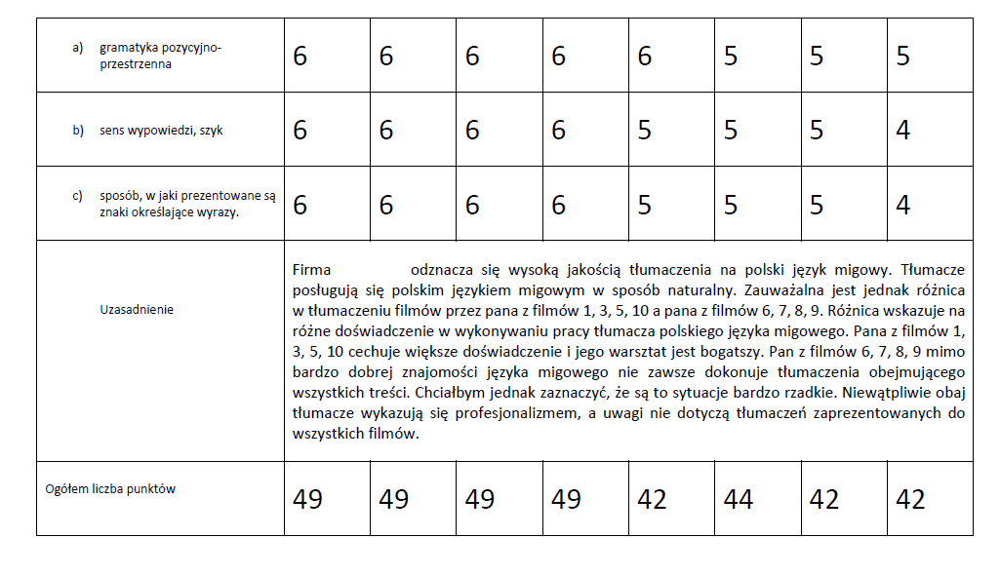 a) gramatyka pozycyjno-
przestrzenna
6 6 6 6 6 5 5 5
b) sens wypowiedzi, szyk
6 6 6 6 5 5 5 4
c) sposób, w jaki prezentowane są
znaki określające wyrazy.
6 6 6 6 5 5 5 4
Uzasadnienie
Firma odznacza się wysoką jakością tłumaczenia na polski język migowy. Tłumacze
posługują się polskim językiem migowym w sposób naturalny. Zauważalna jest jednak różnica
w tłumaczeniu filmów przez pana z filmów 1, 3, 5, 10 a pana z filmów 6, 7, 8, 9. Różnica wskazuje na
różne doświadczenie w wykonywaniu pracy tłumacza polskiego języka migowego. Pana z filmów 1,
3, 5, 10 cechuje większe doświadczenie i jego warsztat jest bogatszy. Pan z filmów 6, 7, 8, 9 mimo
bardzo dobrej znajomości języka migowego nie zawsze dokonuje tłumaczenia obejmującego
wszystkich treści. Chciałbym jednak zaznaczyć, że są to sytuacje bardzo rzadkie. Niewątpliwie obaj
tłumacze wykazują się profesjonalizmem, a uwagi nie dotyczą tłumaczeń zaprezentowanych do
wszystkich filmów.
Ogółem liczba punktów
49 49 49 49 42 44 42 42